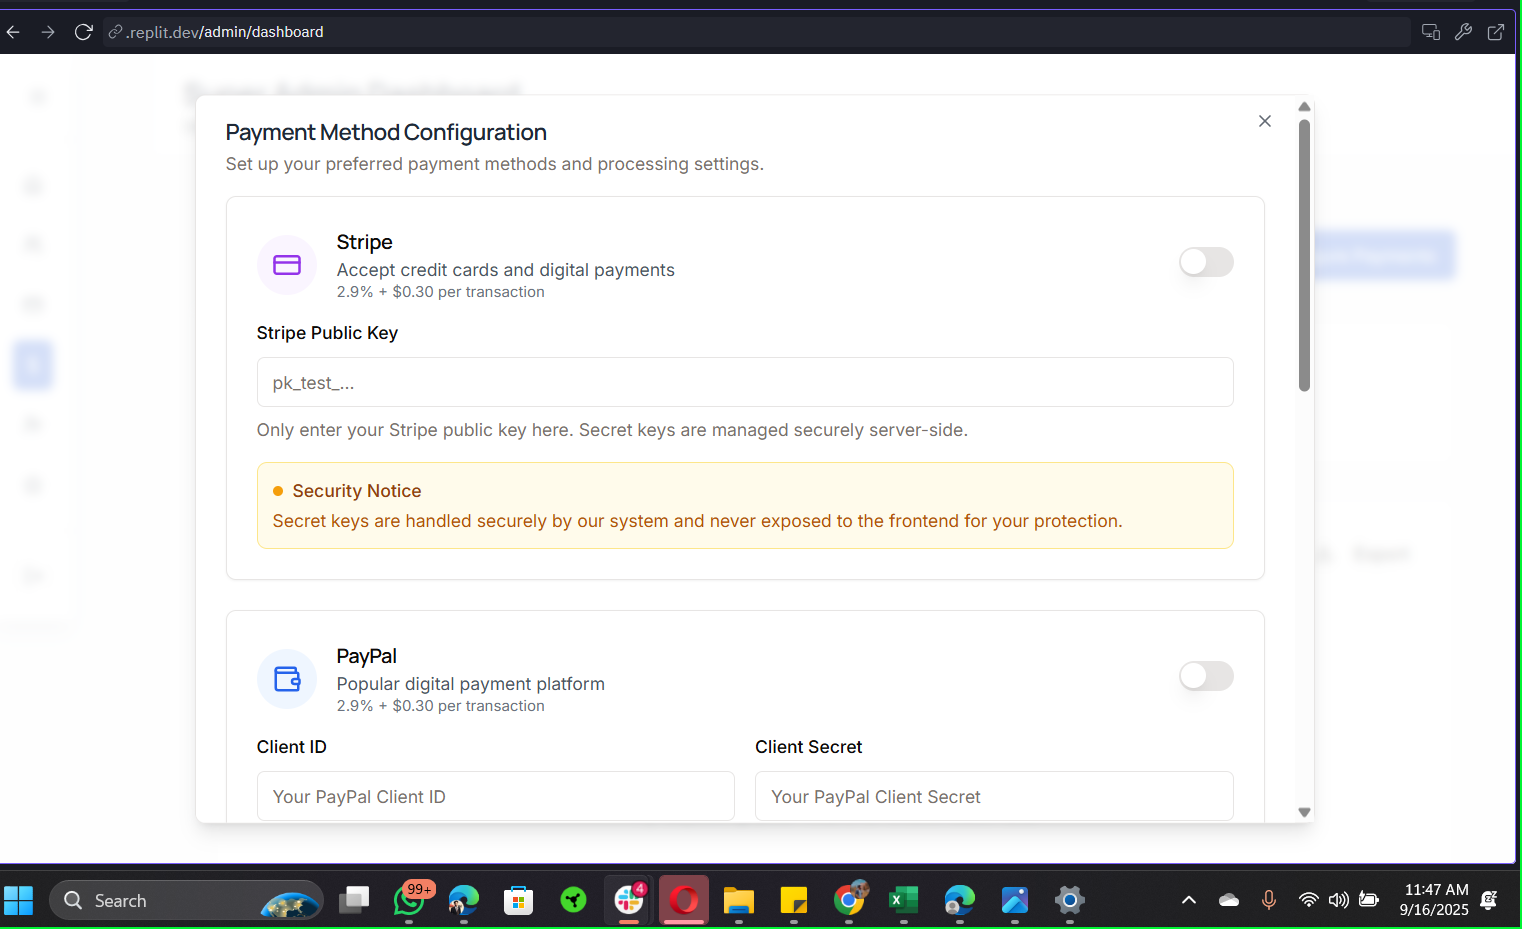 .replit.dev/admin/dashboard
Payment Method Configuration
Set up your preferred payment methods and processing settings.
Stripe
Accept credit cards and digital payments
2.9% + $0.30 per transaction
Stripe Public Key
pk_test_...
Only enter your Stripe public key here. Secret keys are managed securely server-side.
Security Notice
Secret keys are handled securely by our system and never exposed to the frontend for your protection.
PayPal
Popular digital payment platform
2.9% + $0.30 per transaction
Client ID
Client Secret
Your PayPal Client ID
Your PayPal Client Secret
Search
99+
4
11:47 AM
9/16/2025